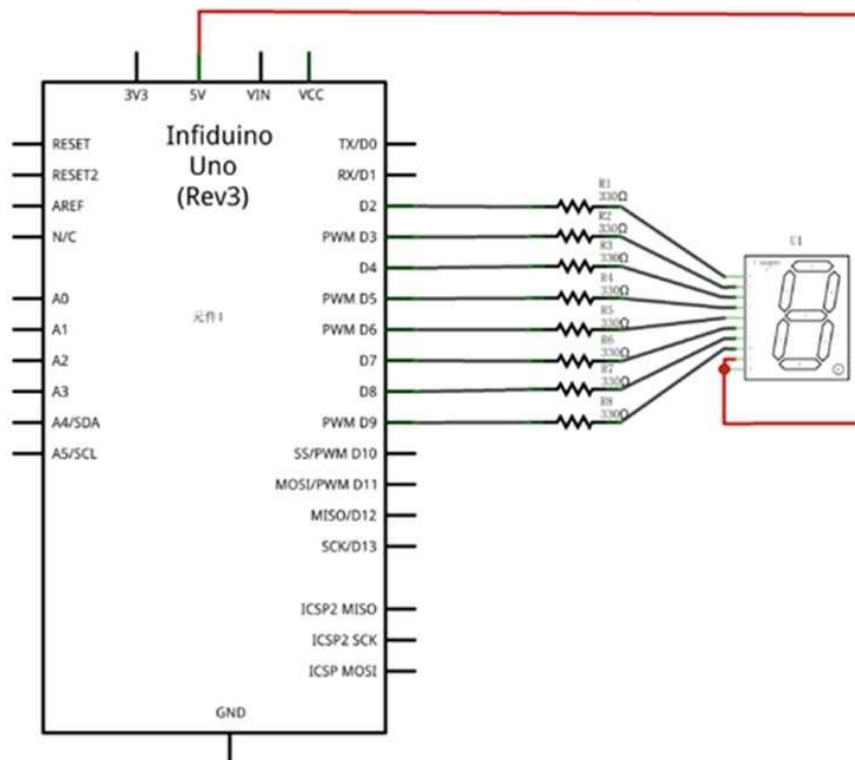 3V3
5V
VIN
VCC
Infiduino
Uno
(Rev3)
RESET
RESET2
AREF
N/C
A0
A1
A2
A3
A4/SDA
A5/SCL
元件1
TX/D0
RX/D1
D2
PWM D3
D4
PWM D5
PWM D6
D7
D8
PWM D9
SS/PWM D10
MOSI/PWM D11
MISO/D12
SCK/D13
ICSP2 MISO
ICSP2 SCK
ICSP MOSI
GND
R1
330Ω
R2
330Ω
R3
330Ω
R4
330Ω
R5
330Ω
R6
330Ω
R7
330Ω
R8
330Ω
U1